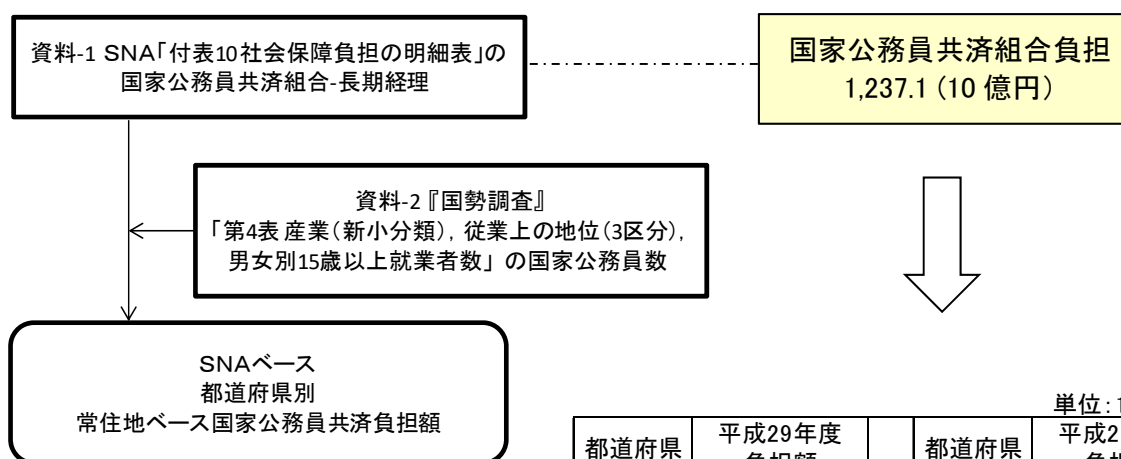 資料-1 SNA「付表10社会保障負担の明細表」の
国家公務員共済組合-長期経理
国家公務員共済組合負担
1,237.1(10 億円)
資料-2『国勢調査』
「第4表 産業(新小分類), 従業上の地位(3区分),
男女別15歳以上就業者数」の国家公務員数
SNAベース
都道府県別
常住地ベース国家公務員共済負担額
単位:1
都道府県 平成29年度 都道府県 平成2